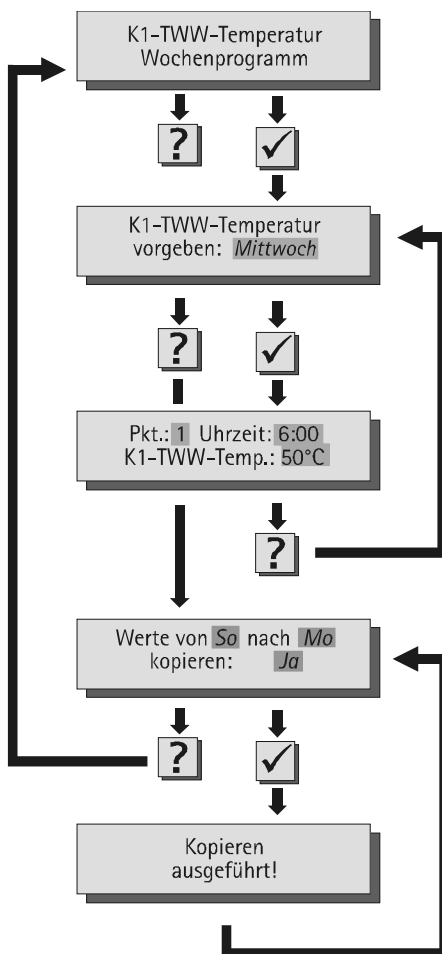 K1-TWW-Temperatur
Wochenprogramm
?
K1-TWW-Temperatur
vorgeben: Mittwoch
?
Pkt.: 1 Uhrzeit: 6:00
K1-TWW-Temp.: 50°C
?
Werte von So nach Mo
kopieren: Ja
?
Kopieren
ausgeführt!